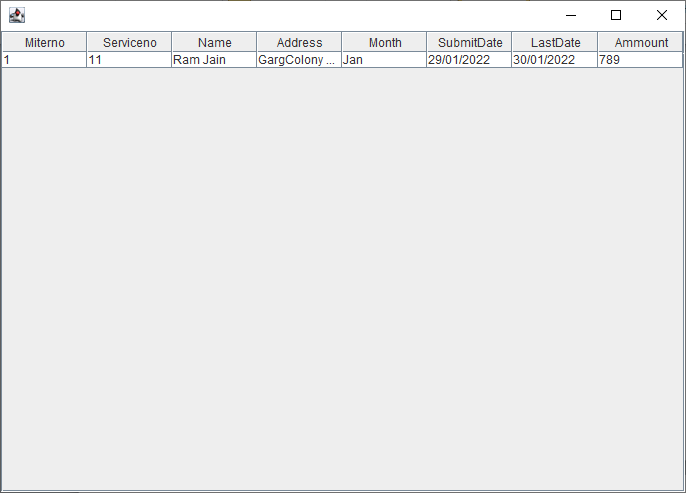 Miterno Serviceno Name Address Month SubmitDate LastDate Ammount
1 11 Ram Jain GargColony ... Jan 29/01/2022 30/01/2022 789